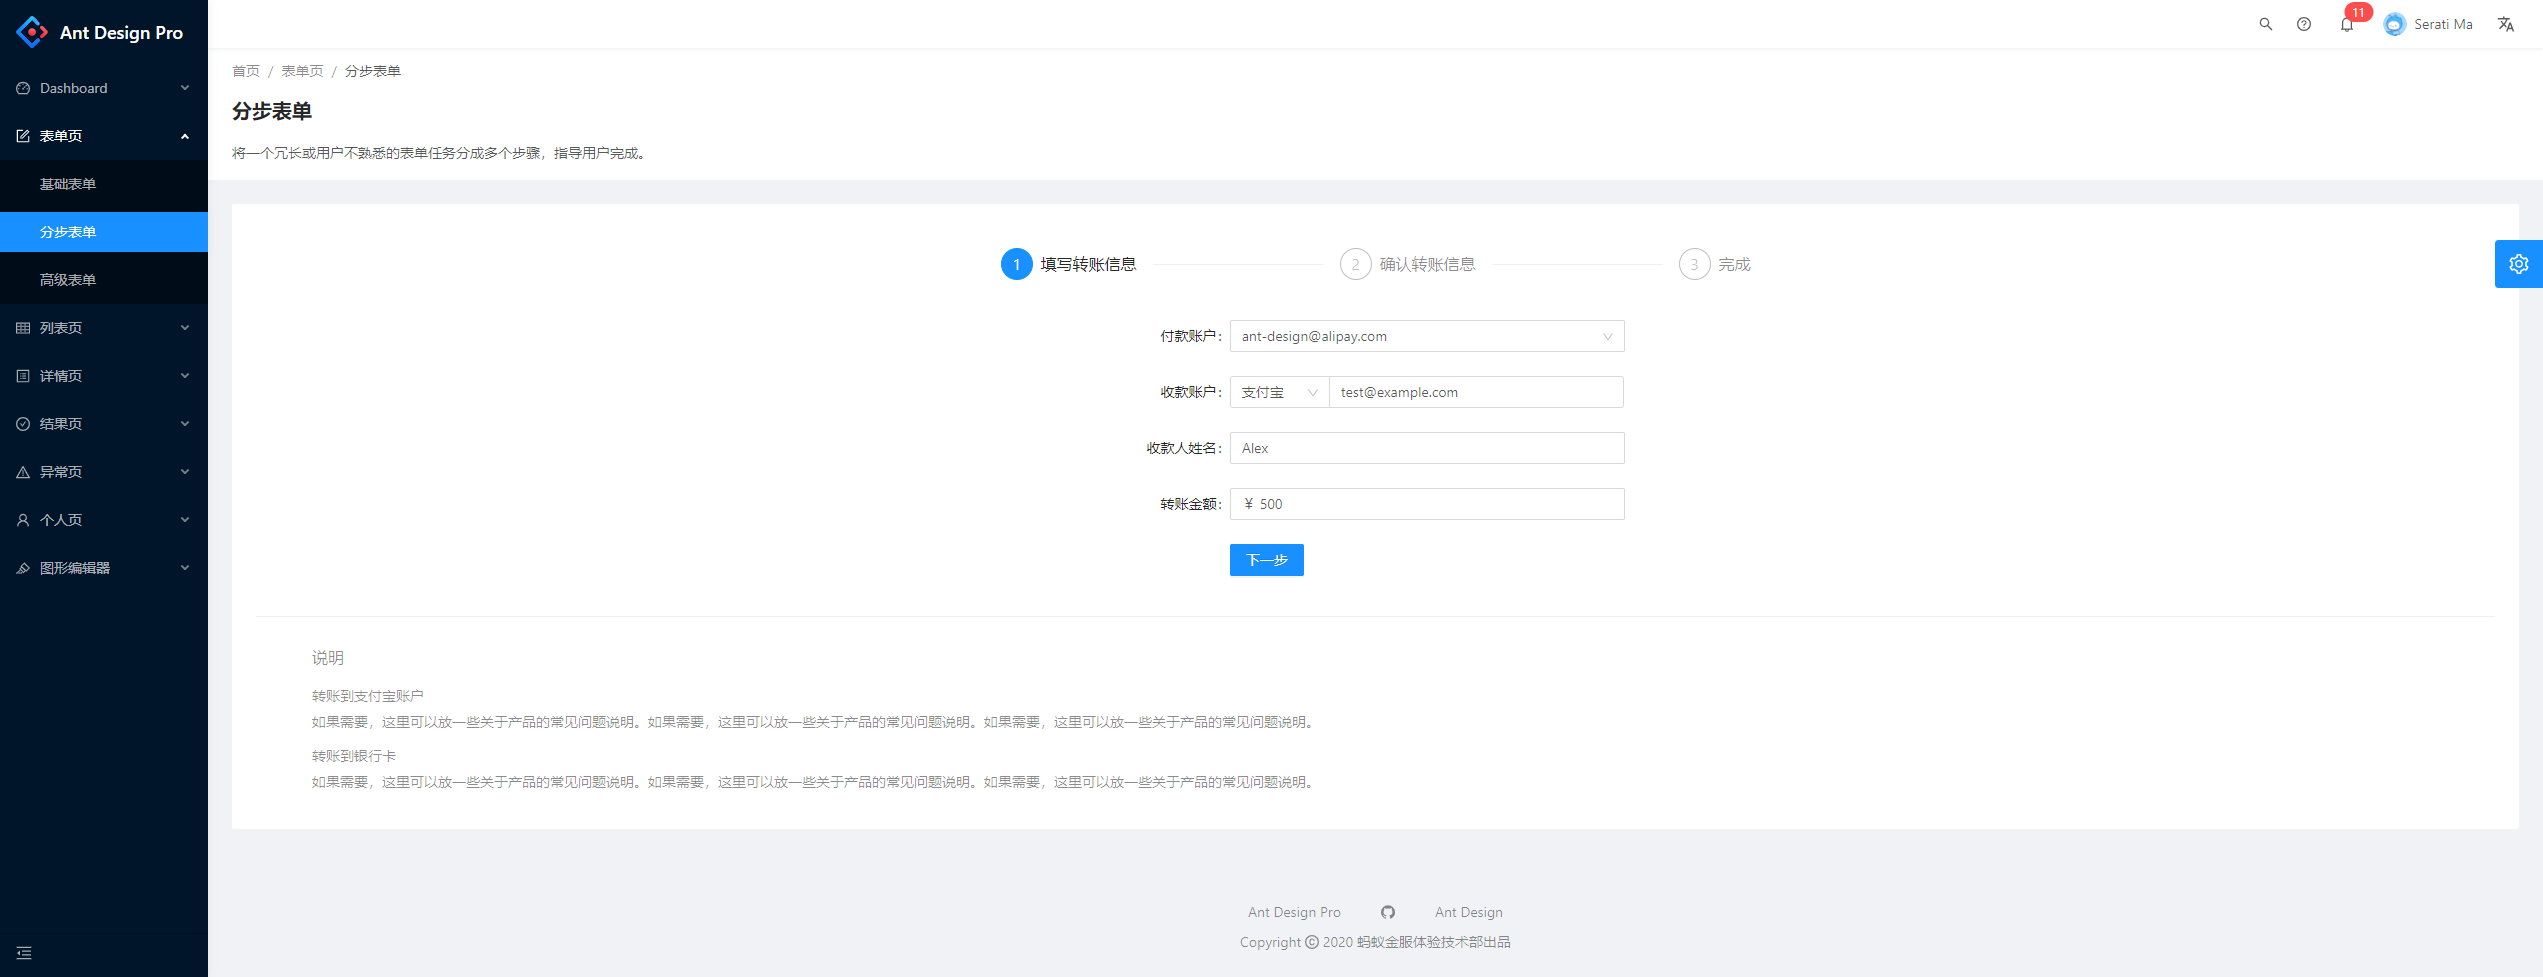 Ant Design Pro
Dashboard
表单页
基础表单
分步表单
高级表单
列表页
详情页
结果页
异常页
个人页
图形编辑器
11
Serati Ma
首页 / 表单页 / 分步表单
分步表单
将一个冗长或用户不熟悉的表单任务分成多个步骤，指导用户完成。
1 填写转账信息
2 确认转账信息
3 完成
付款账户: ant-design@alipay.com
收款账户: 支付宝 test@example.com
收款人姓名: Alex
转账金额: ￥ 500
下一步
说明
转账到支付宝账户
如果需要，这里可以放一些关于产品的常见问题说明。如果需要，这里可以放一些关于产品的常见问题说明。如果需要，这里可以放一些关于产品的常见问题说明。
转账到银行卡
如果需要，这里可以放一些关于产品的常见问题说明。如果需要，这里可以放一些关于产品的常见问题说明。如果需要，这里可以放一些关于产品的常见问题说明。
Ant Design Pro Ant Design
Copyright © 2020 蚂蚁金服体验技术部出品